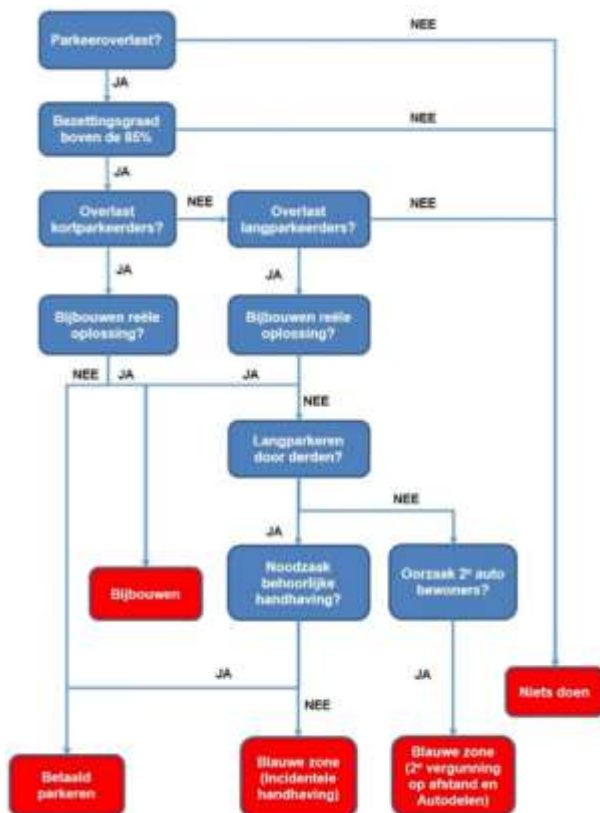 NEE
Parkeeroverlast?
JA
Bezettingsgraad
boven de 85%
NEE
JA
Overlast
kortparkeerders?
NEE
Overlast
langparkeerders?
NEE
JA
JA
Bijbouwen reële
oplossing?
Bijbouwen reële
oplossing?
NEE
JA
JA
NEE
Langparkeren
door derden?
NEE
JA
Noodzaak
behoorlijke
handhaving?
Oorzaak 2e auto
bewoners?
Bijbouwen
JA
JA
NEE
Niets doen
Betaald
parkeren
Blauwe zone
(Incidentele
handhaving)
Blauwe zone
(2e vergunning
op afstand en
Autodelen)